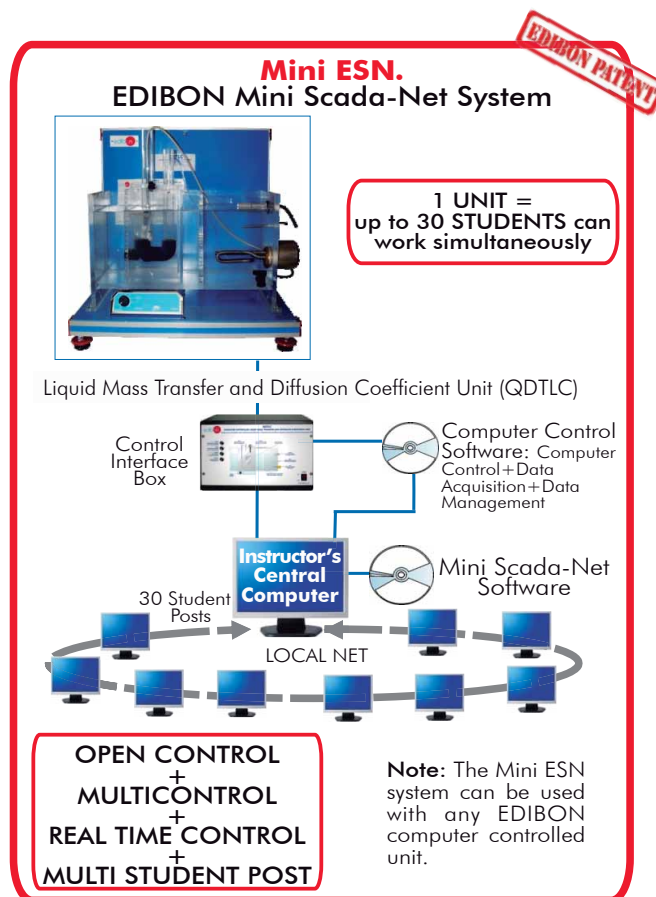 EDIBON PATENT
Mini ESN.
EDIBON Mini Scada-Net System
1 UNIT =
up to 30 STUDENTS can
work simultaneously
Liquid Mass Transfer and Diffusion Coefficient Unit (QDTLC)
Control
Interface
Box
Computer Control
Software: Computer
Control+Data
Acquisition+Data
Management
Instructor’s
Central
Computer
Mini Scada-Net
Software
30 Student
Posts
LOCAL NET
OPEN CONTROL
+
MULTICONTROL
+
REAL TIME CONTROL
+
MULTI STUDENT POST
Note: The Mini ESN
system can be used
with any EDIBON
computer controlled
unit.